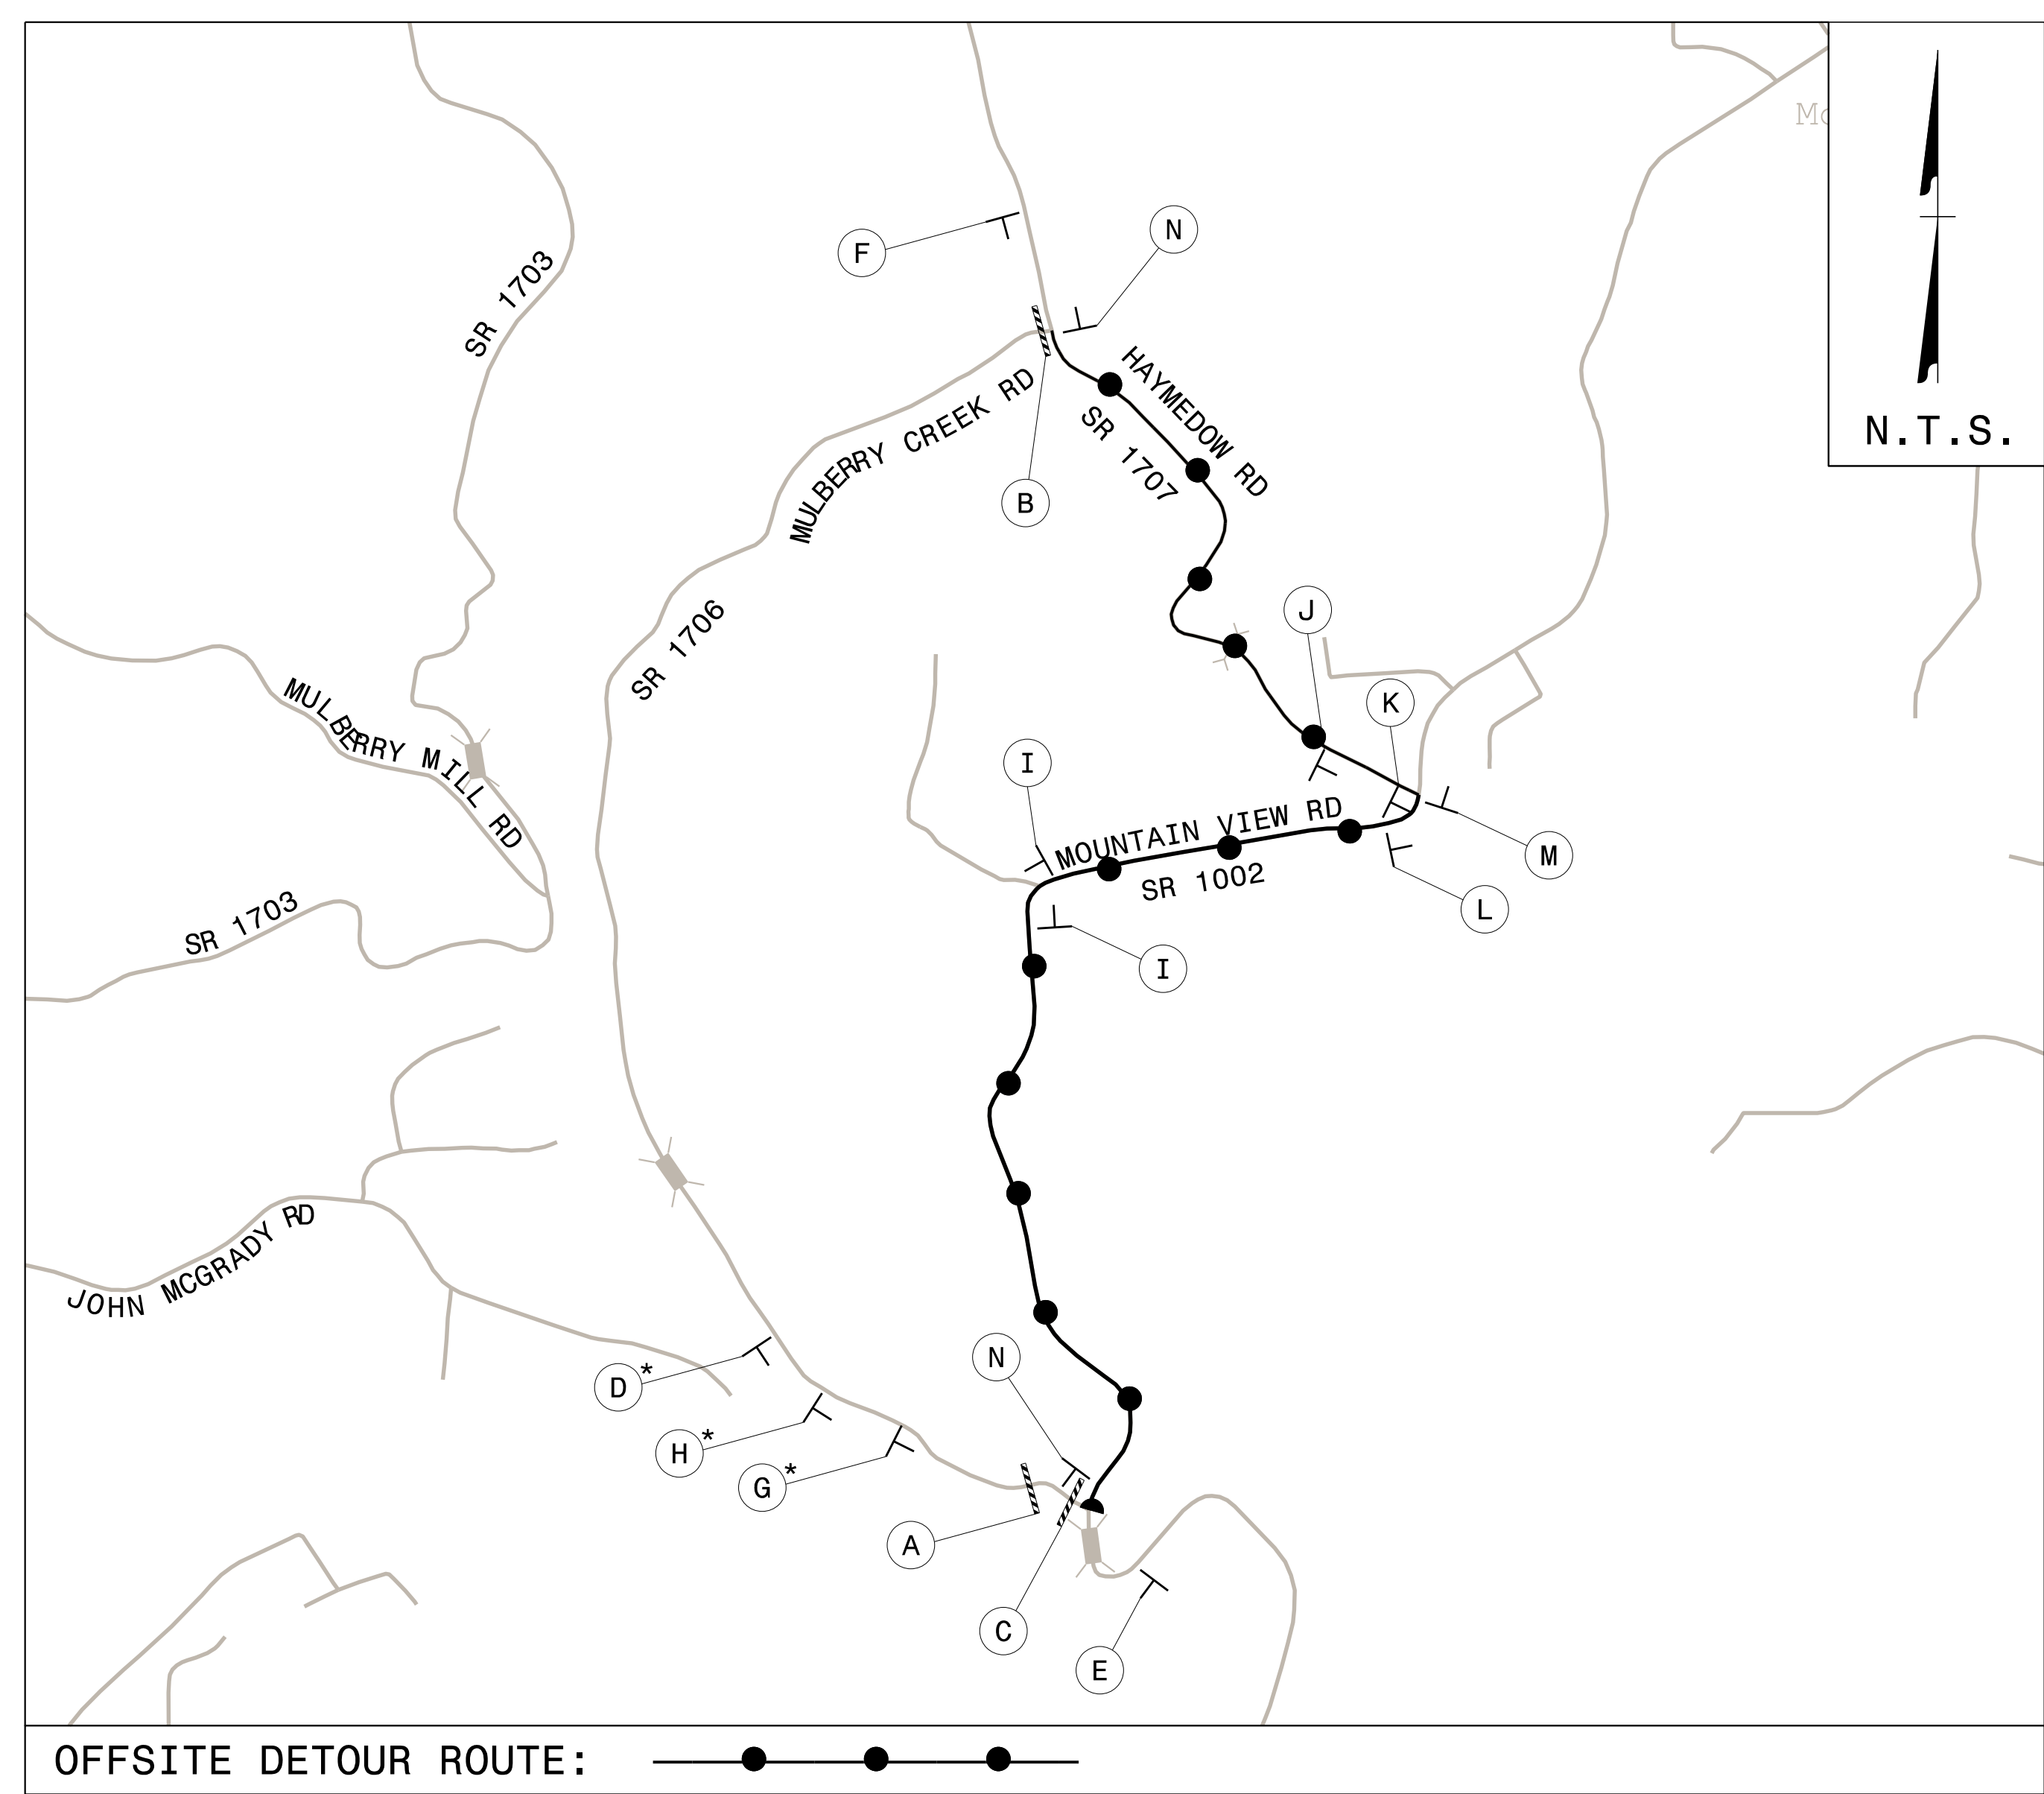 Mc
N.T.S.
F
N
SR 1703
HAYMEDOW RD
SR 1707
MULBERRY CREEK RD
B
SR 1706
J
K
MULBERRY MILL RD
I
MOUNTAIN VIEW RD
SR 1002
M
L
SR 1703
I
JOHN MCGRADY RD
N
D*
H*
G*
A
C
E
OFFSITE DETOUR ROUTE: